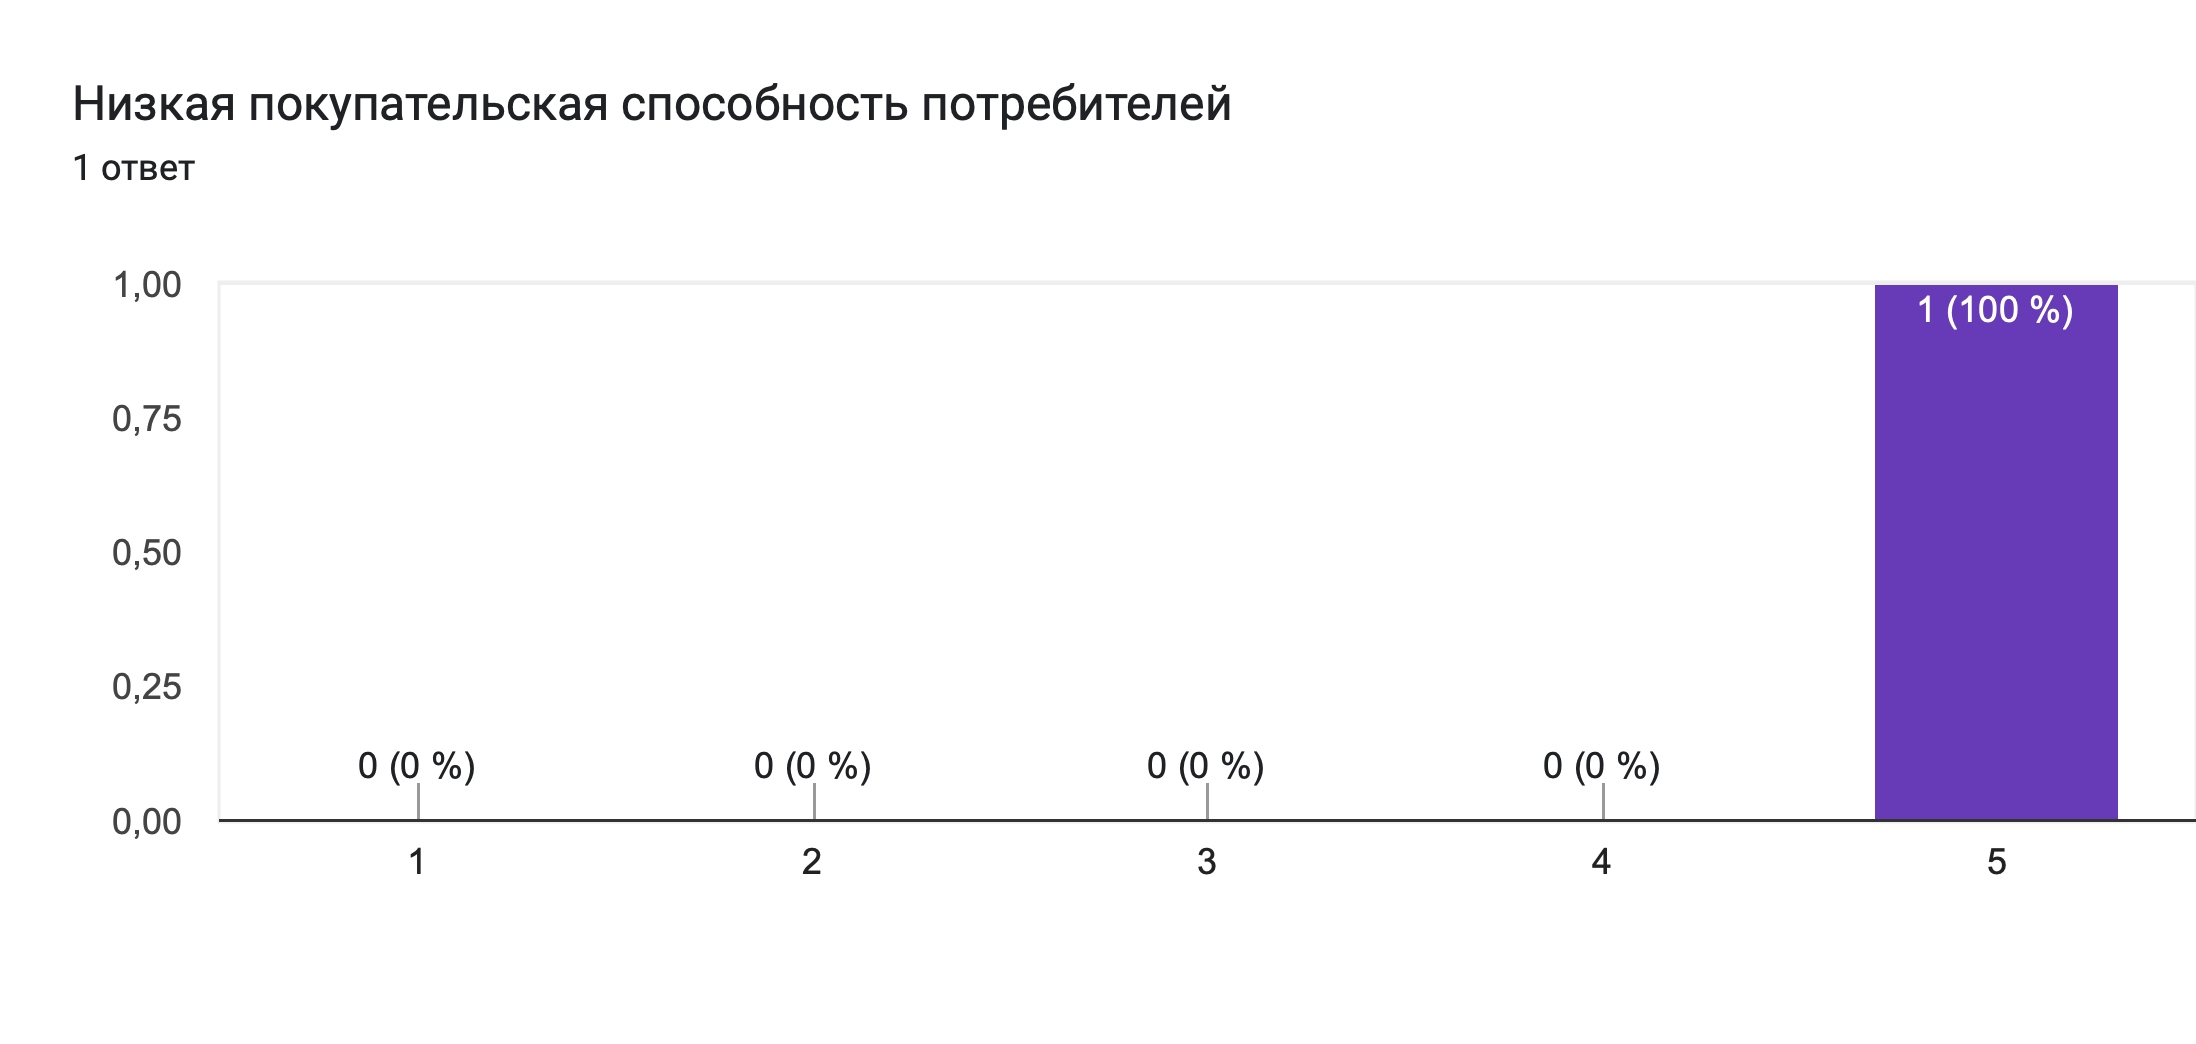 Низкая покупательская способность потребителей
1 ответ
1,00
0,75
0,50
0,25
0,00
0 (0 %)
0 (0 %)
0 (0 %)
0 (0 %)
1 (100 %)
1
2
3
4
5